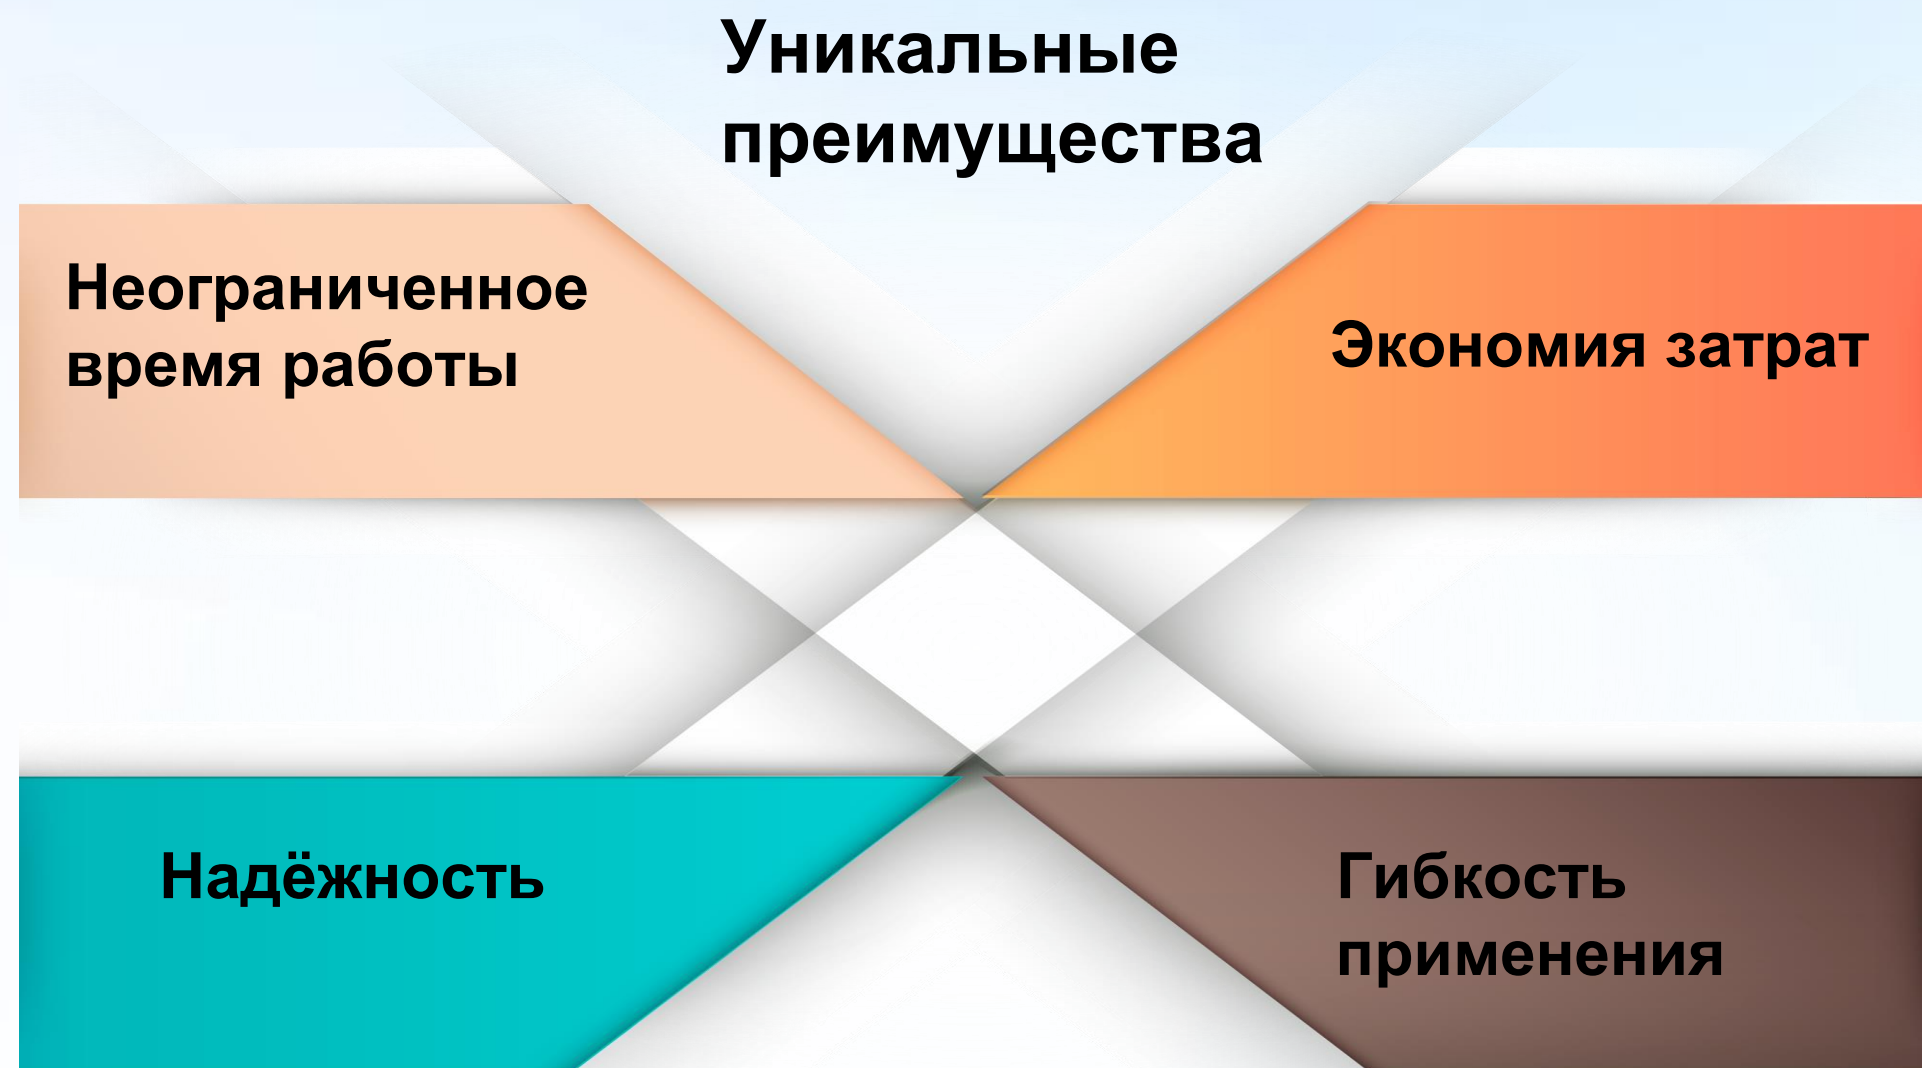 Уникальные
преимущества
Неограниченное
время работы
Экономия затрат
Надёжность
Гибкость
применения